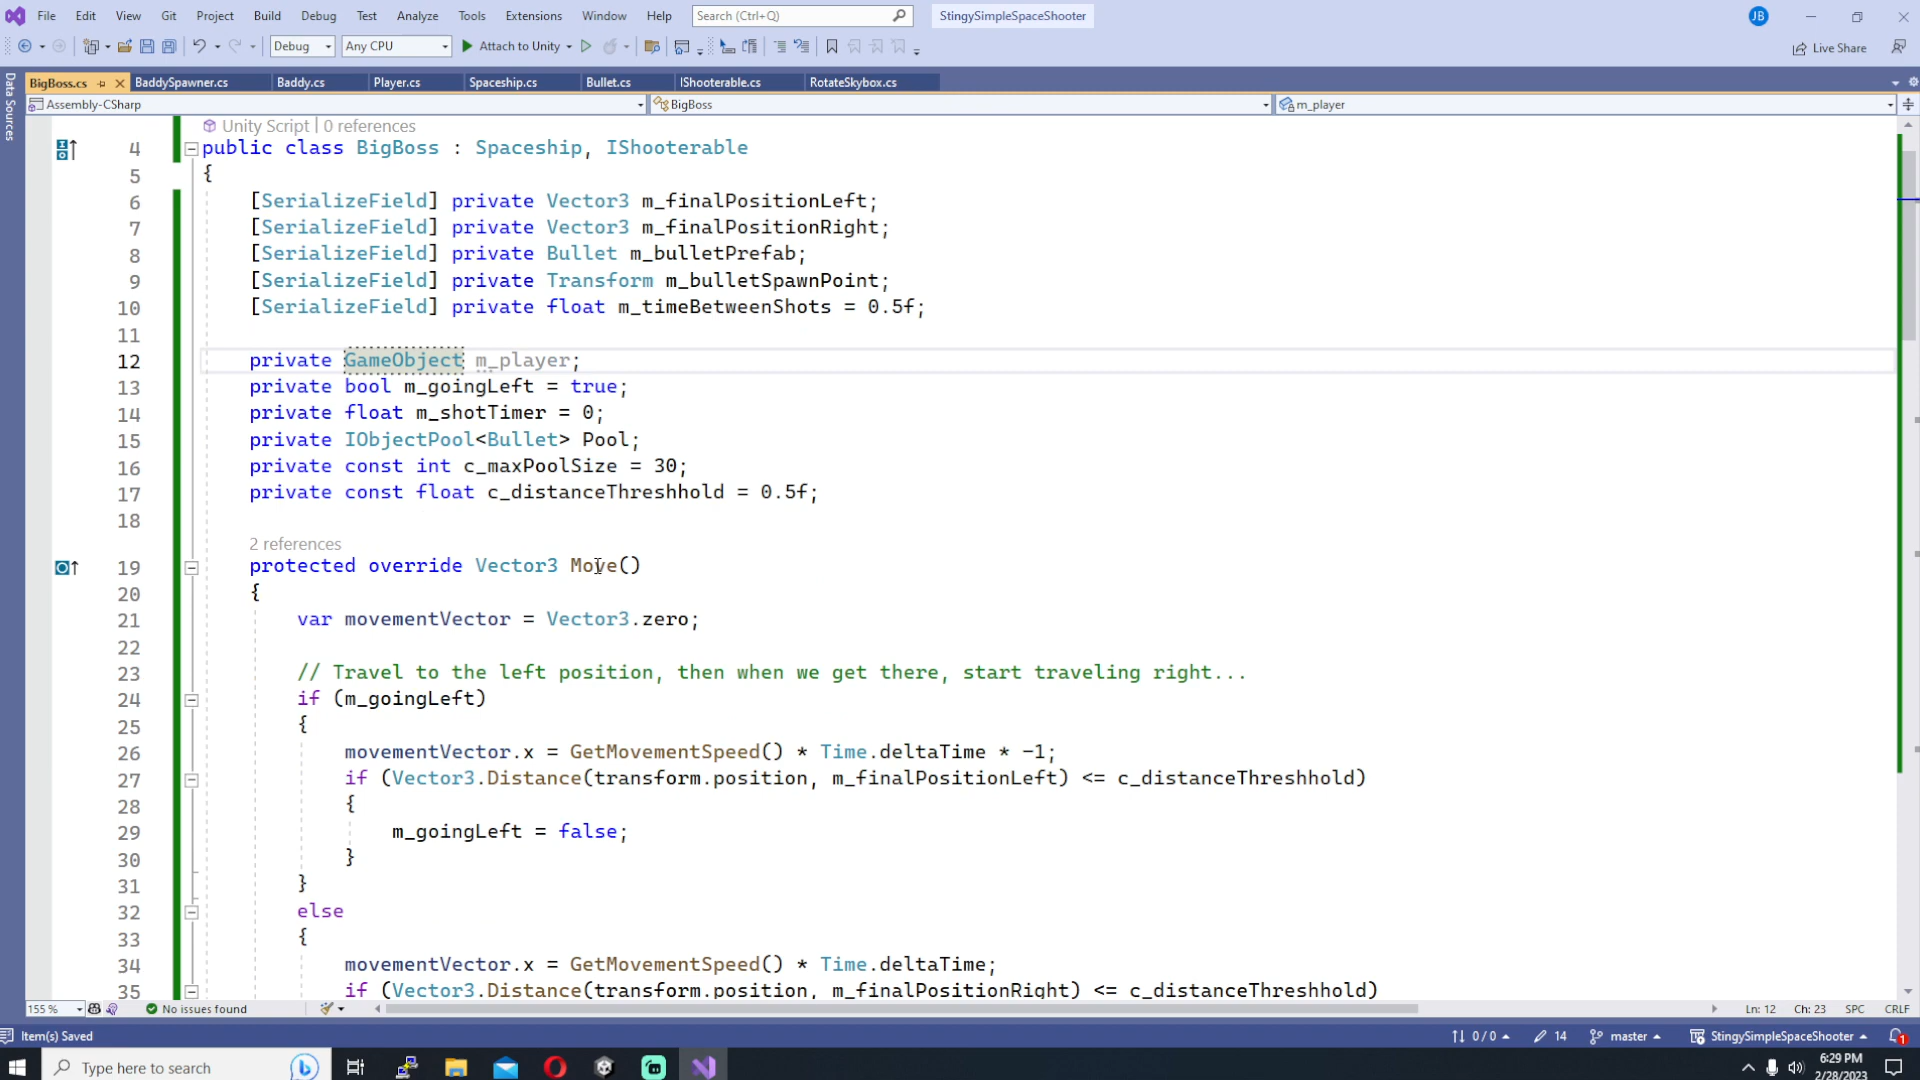 File Edit View Git Project Build Debug Test Analyze Tools Extensions Window Help Search (Ctrl+Q) StingySimpleSpaceShooter JB
Debug Any CPU Attach to Unity Live Share
BigBoss.cs BaddySpawner.cs Baddy.cs Player.cs Spaceship.cs Bullet.cs IShooterable.cs RotateSkybox.cs
Data Sources
Assembly-CSharp BigBoss m_player
Unity Script | 0 references
4 public class BigBoss : Spaceship, IShooterable
5 {
6 [SerializeField] private Vector3 m_finalPositionLeft;
7 [SerializeField] private Vector3 m_finalPositionRight;
8 [SerializeField] private Bullet m_bulletPrefab;
9 [SerializeField] private Transform m_bulletSpawnPoint;
10 [SerializeField] private float m_timeBetweenShots = 0.5f;
11
12 private GameObject m_player;
13 private bool m_goingLeft = true;
14 private float m_shotTimer = 0;
15 private IObjectPool<Bullet> Pool;
16 private const int c_maxPoolSize = 30;
17 private const float c_distanceThreshhold = 0.5f;
18
2 references
19 protected override Vector3 Move()
20 {
21 var movementVector = Vector3.zero;
22
23 // Travel to the left position, then when we get there, start traveling right...
24 if (m_goingLeft)
25 {
26 movementVector.x = GetMovementSpeed() * Time.deltaTime * -1;
27 if (Vector3.Distance(transform.position, m_finalPositionLeft) <= c_distanceThreshhold)
28 {
29 m_goingLeft = false;
30 }
31 }
32 else
33 {
34 movementVector.x = GetMovementSpeed() * Time.deltaTime;
35 if (Vector3.Distance(transform.position, m_finalPositionRight) <= c_distanceThreshhold)
155 % No issues found Ln: 12 Ch: 23 SPC CRLF
Item(s) Saved 0 / 0 14 master StingySimpleSpaceShooter 1
Type here to search 6:29 PM
2/28/2023